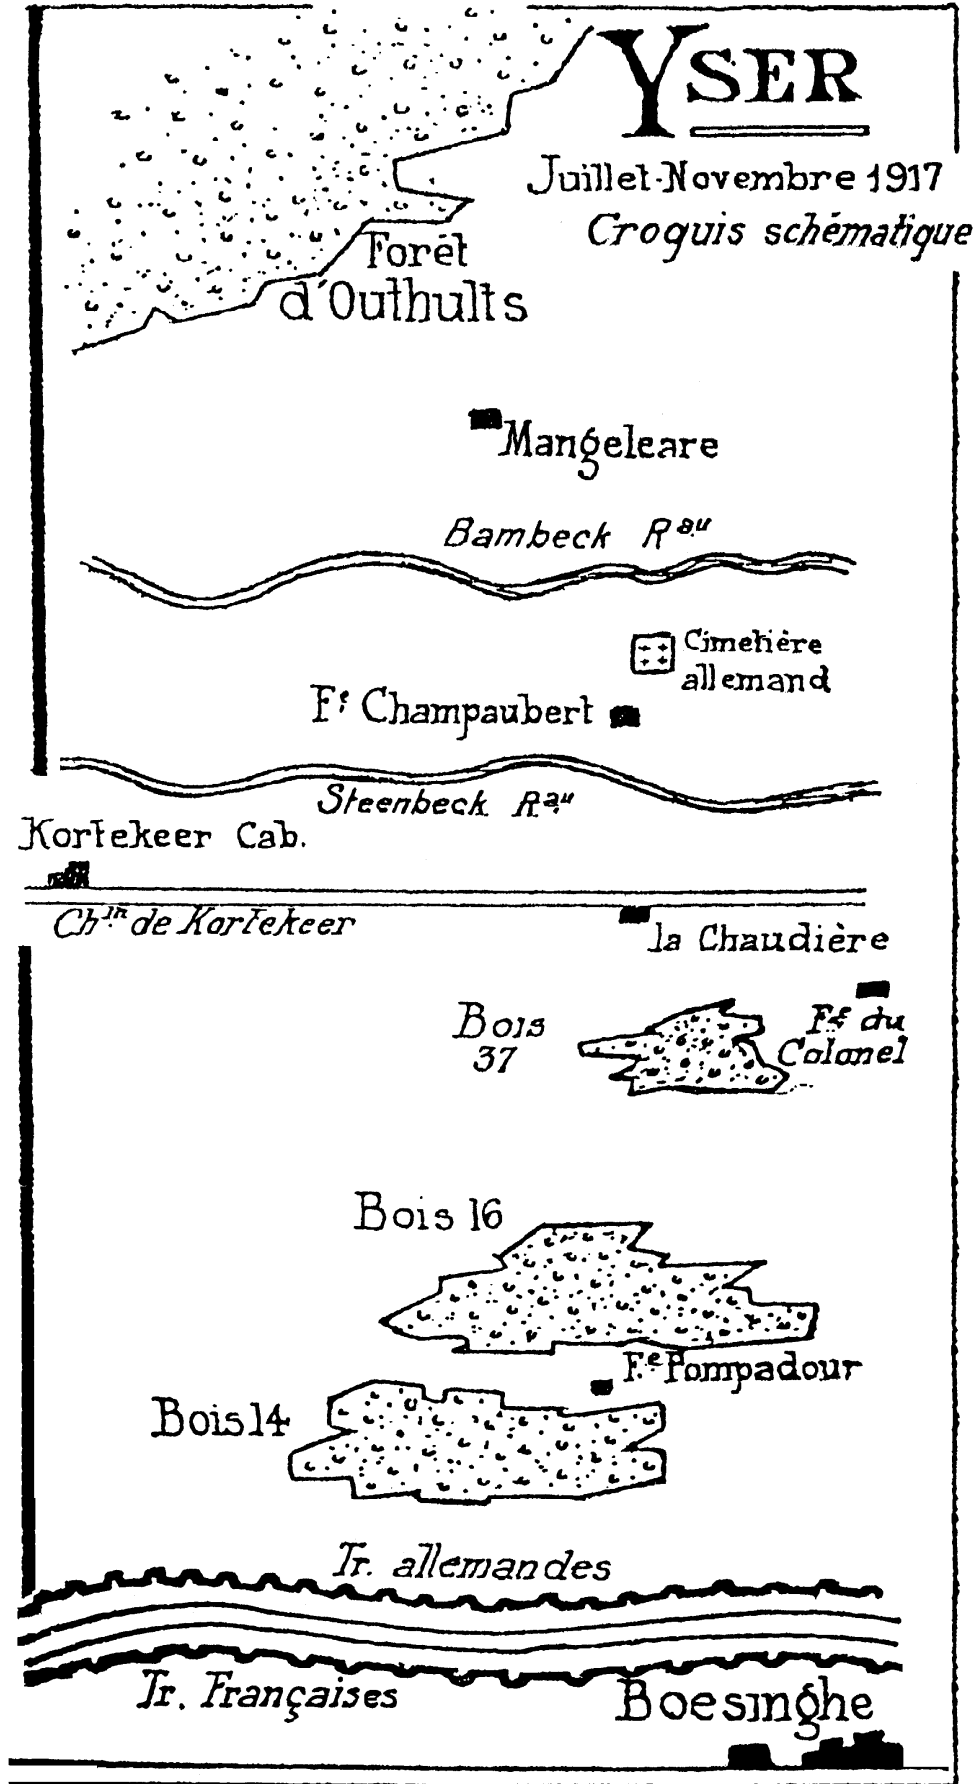 YSER
Juillet-Novembre 1917
Croquis schématique
Forêt
d'Outhults
Mangeleare
Bambeck Rau
Cimetière
allemand
Fe Champaubert
Steenbeck Rau
Kortekeer Cab.
Chin de Kortekeer
la Chaudière
Bois
37
Fe du
Colonel
Bois 16
Fe Pompadour
Bois 14
Tr. allemandes
Tr. Françaises
Boesinghe